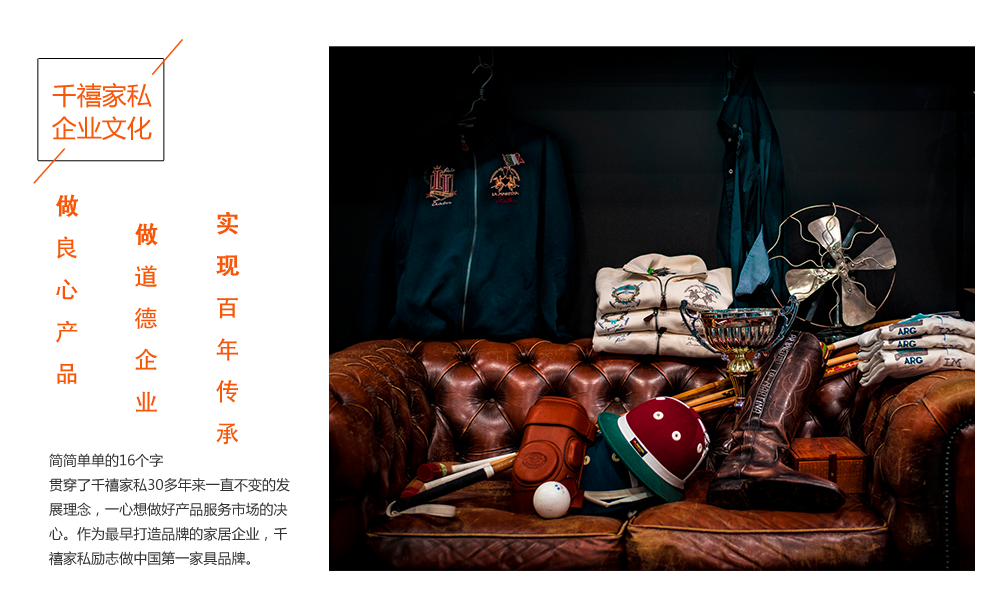 千禧家私
企业文化
做良心产品
做道德企业
实现百年传承
简简单单的16个字
贯穿了千禧家私30多年来一直不变的发
展理念，一心想做好产品服务市场的决
心。作为最早打造品牌的家居企业，千
禧家私励志做中国第一家具品牌。
LA MARTINA
ARG
ARG
ARG